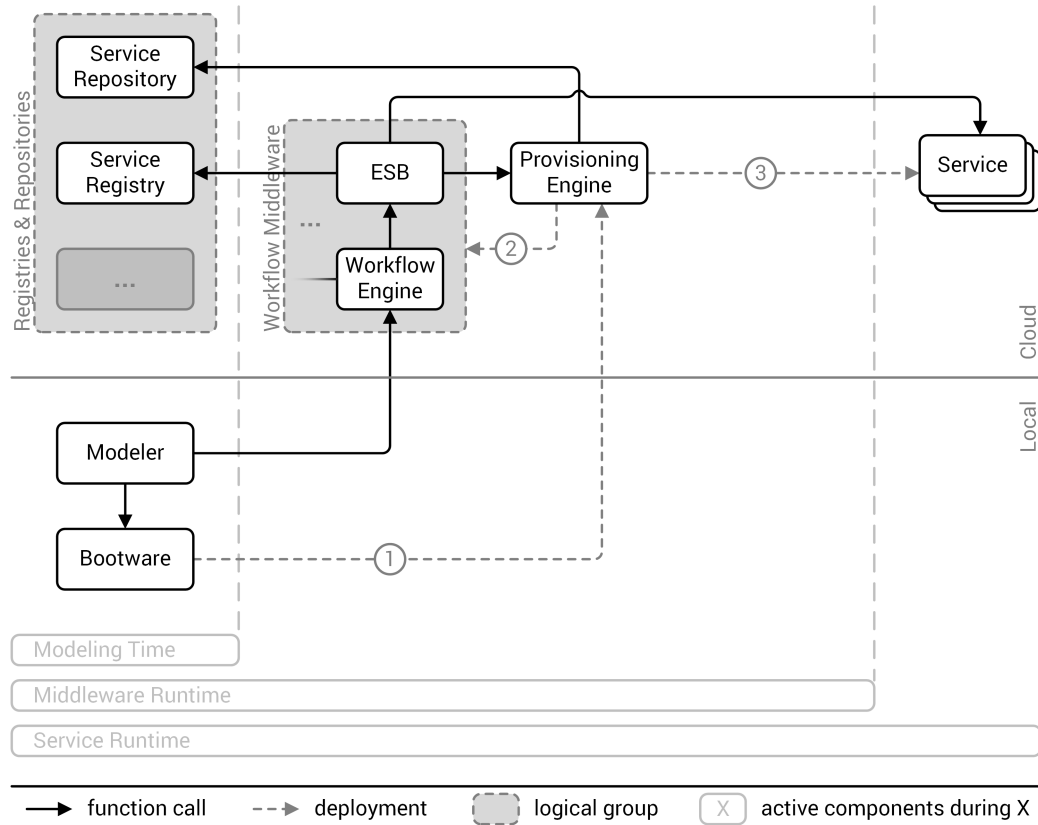 Registries & Repositories
Service
Repository
Service
Registry
...
Workflow Middleware
ESB
...
Workflow
Engine
Provisioning
Engine
3
Service
2
Cloud
Local
Modeler
Bootware
1
Modeling Time
Middleware Runtime
Service Runtime
function call
deployment
logical group
X
active components during X